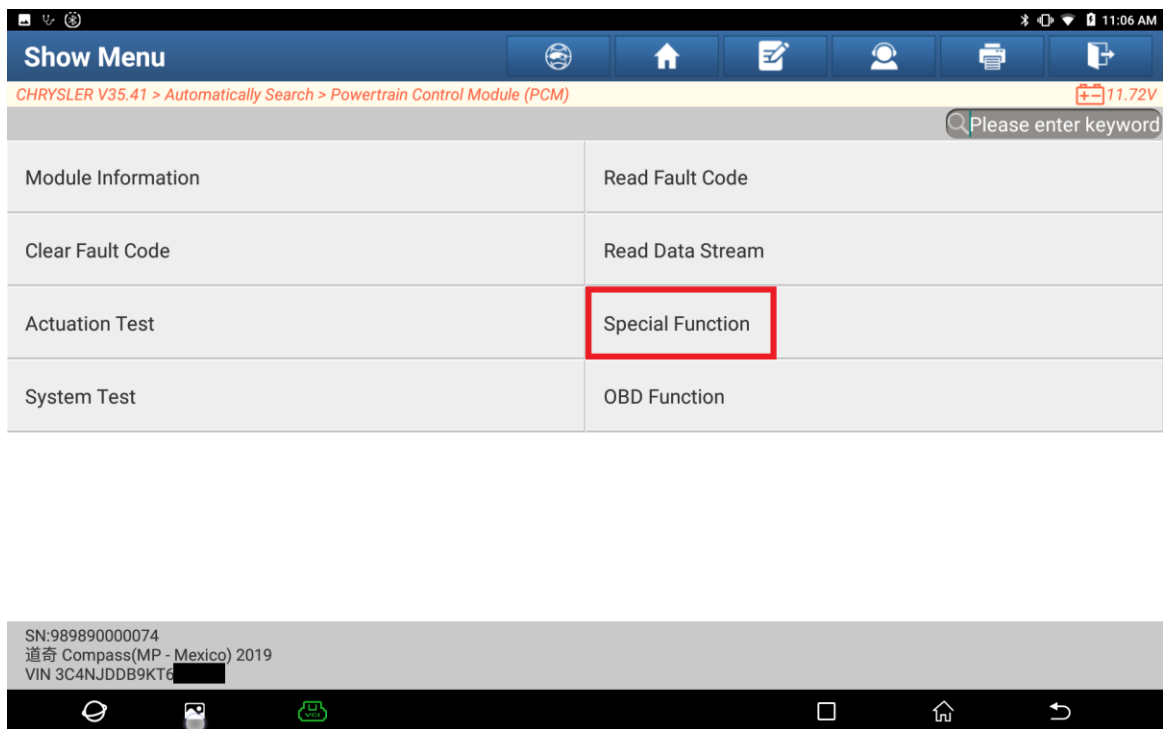 11:06 AM
Show Menu
CHRYSLER V35.41 > Automatically Search > Powertrain Control Module (PCM)
11.72V
Please enter keyword
Module Information
Read Fault Code
Clear Fault Code
Read Data Stream
Actuation Test
Special Function
System Test
OBD Function
SN:989890000074
道奇 Compass(MP - Mexico) 2019
VIN 3C4NJDDB9KT6
VCI